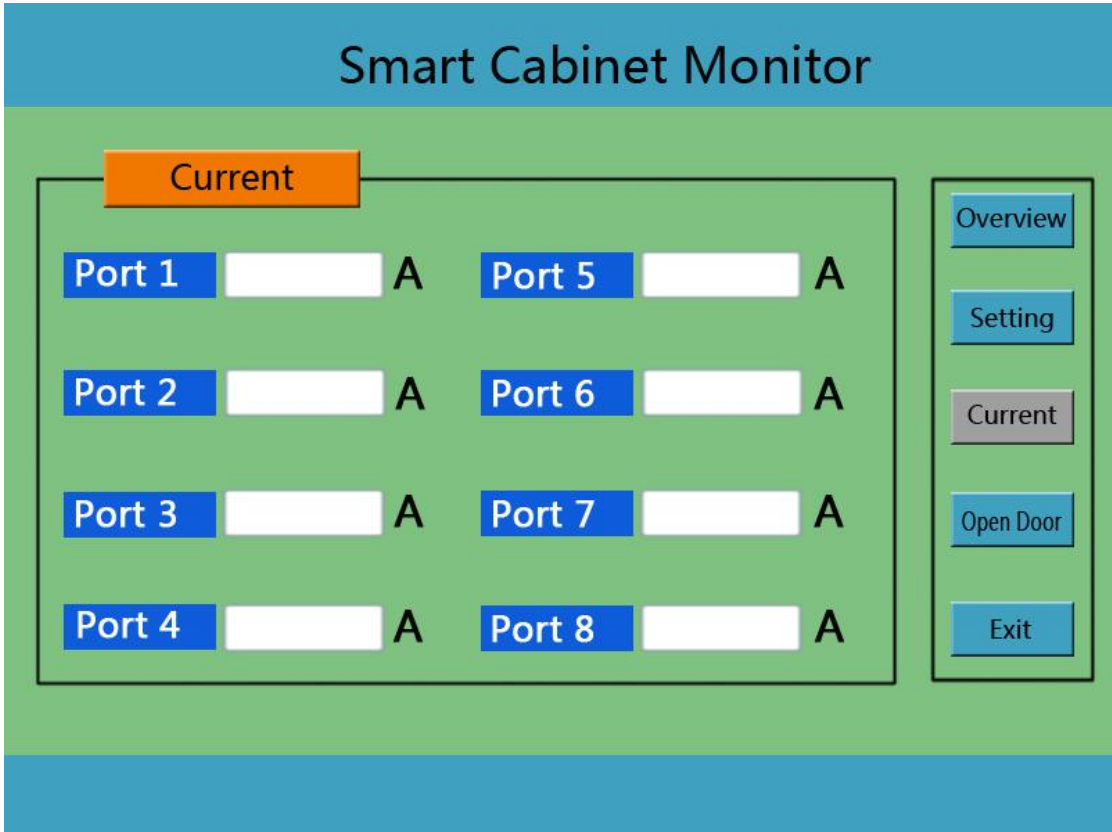 Smart Cabinet Monitor
Current
Port 1 A
Port 2 A
Port 3 A
Port 4 A
Port 5 A
Port 6 A
Port 7 A
Port 8 A
Overview
Setting
Current
Open Door
Exit